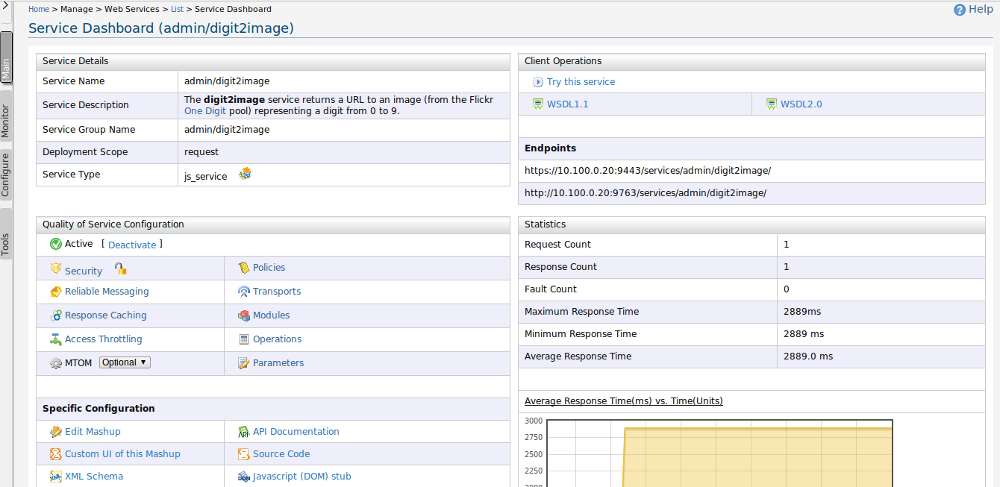 Home > Manage > Web Services > List > Service Dashboard
Help
Service Dashboard (admin/digit2image)
Main
Monitor
Configure
Tools
Service Details
Service Name admin/digit2image
Service Description The digit2image service returns a URL to an image (from the Flickr
One Digit pool) representing a digit from 0 to 9.
Service Group Name admin/digit2image
Deployment Scope request
Service Type js_service
Client Operations
Try this service
WSDL1.1 WSDL2.0
Endpoints
https://10.100.0.20:9443/services/admin/digit2image/
http://10.100.0.20:9763/services/admin/digit2image/
Quality of Service Configuration
Active [ Deactivate ]
Security Policies
Reliable Messaging Transports
Response Caching Modules
Access Throttling Operations
MTOM Optional Parameters
Specific Configuration
Edit Mashup API Documentation
Custom UI of this Mashup Source Code
XML Schema Javascript (DOM) stub
Statistics
Request Count 1
Response Count 1
Fault Count 0
Maximum Response Time 2889ms
Minimum Response Time 2889 ms
Average Response Time 2889.0 ms
Average Response Time(ms) vs. Time(Units)
3000
2750
2500
2250